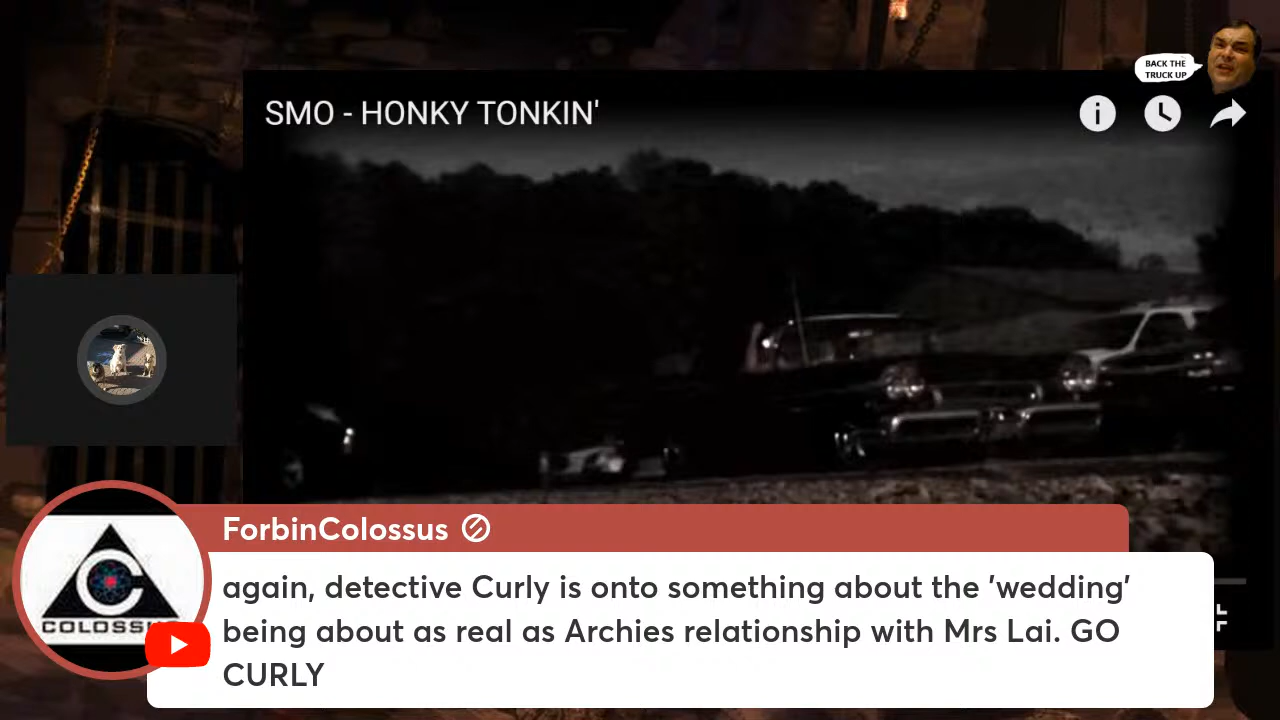 BACK THE
TRUCK UP
SMO - HONKY TONKIN'
ForbinColossus
again, detective Curly is onto something about the 'wedding'
being about as real as Archies relationship with Mrs Lai. GO
CURLY
C